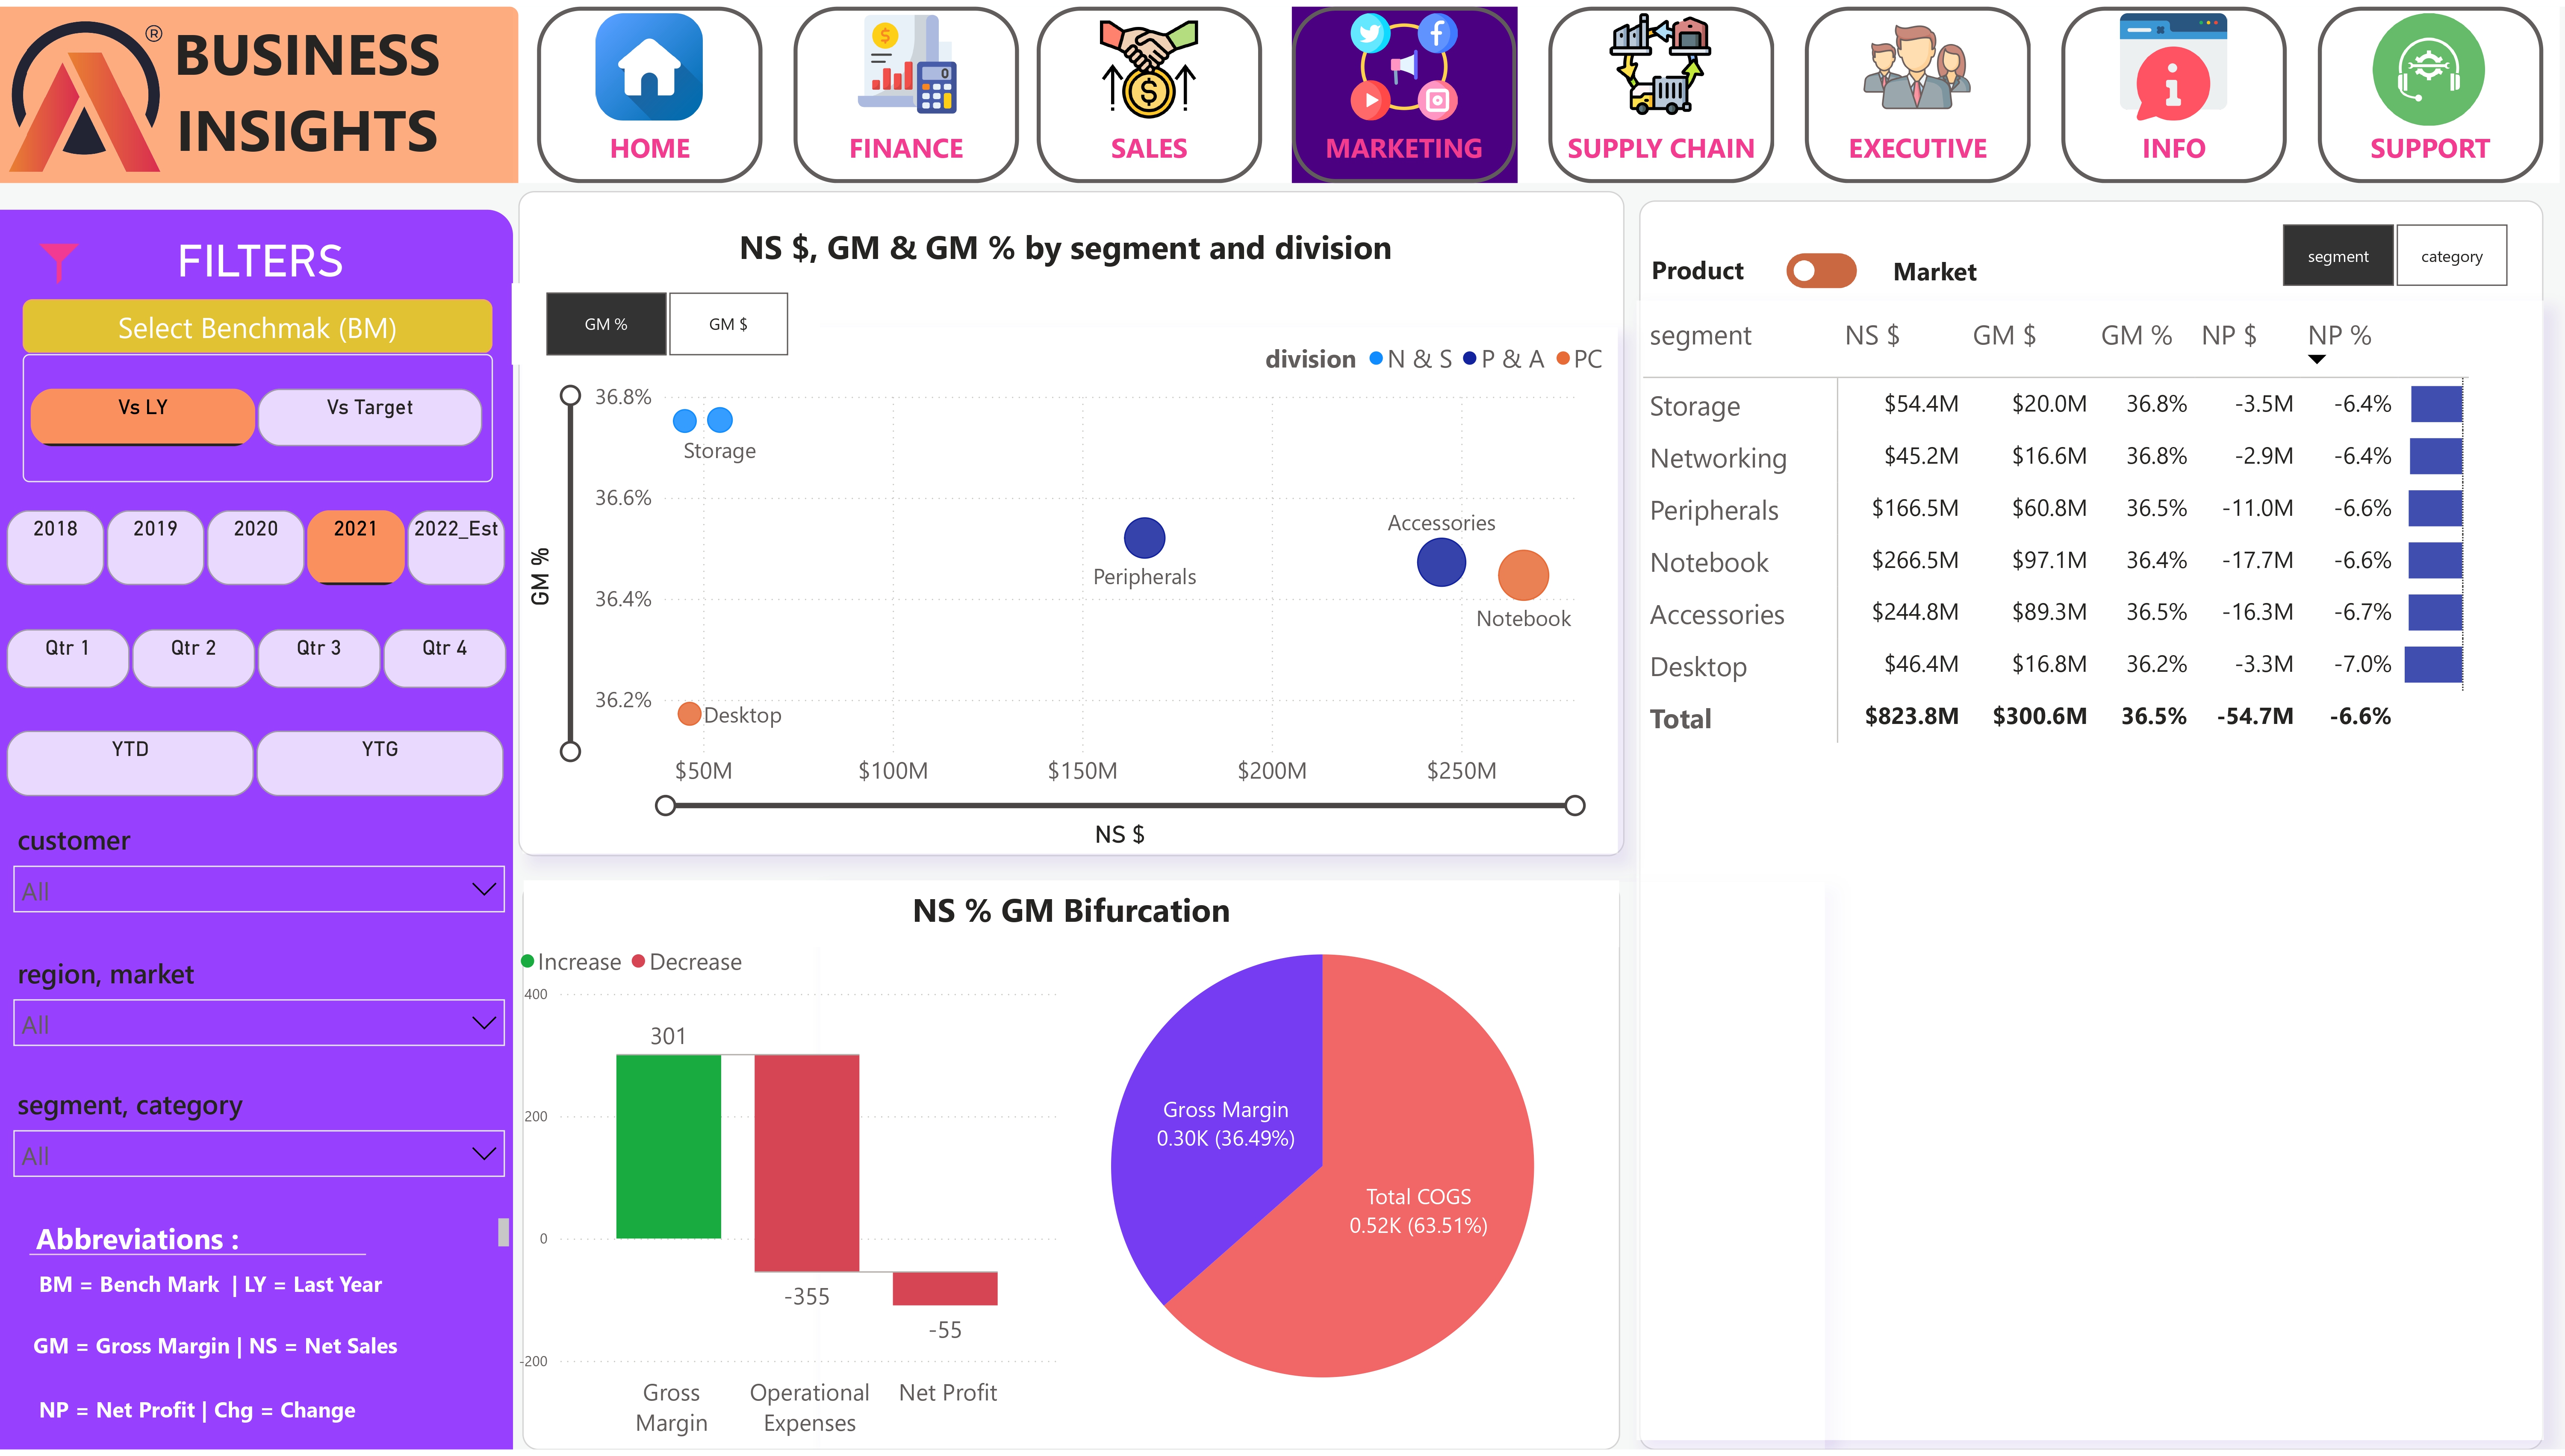 BUSINESS
INSIGHTS
®
HOME
FINANCE
SALES
MARKETING
SUPPLY CHAIN
EXECUTIVE
INFO
SUPPORT
FILTERS
Select Benchmak (BM)
Vs LY
Vs Target
2018
2019
2020
2021
2022_Est
Qtr 1
Qtr 2
Qtr 3
Qtr 4
YTD
YTG
customer
All
region, market
All
segment, category
All
Abbreviations :
BM = Bench Mark | LY = Last Year
GM = Gross Margin | NS = Net Sales
NP = Net Profit | Chg = Change
NS $, GM & GM % by segment and division
GM %
GM $
division N & S P & A PC
GM %
36.8%
36.6%
36.4%
36.2%
Storage
Peripherals
Accessories
Notebook
Desktop
$50M $100M $150M $200M $250M
NS $
NS % GM Bifurcation
Increase Decrease
400
200
0
-200
301
-355
-55
Gross
Margin
Operational
Expenses
Net Profit
Gross Margin
0.30K (36.49%)
Total COGS
0.52K (63.51%)
Product
Market
segment
category
segment NS $ GM $ GM % NP $ NP %
Storage $54.4M $20.0M 36.8% -3.5M -6.4%
Networking $45.2M $16.6M 36.8% -2.9M -6.4%
Peripherals $166.5M $60.8M 36.5% -11.0M -6.6%
Notebook $266.5M $97.1M 36.4% -17.7M -6.6%
Accessories $244.8M $89.3M 36.5% -16.3M -6.7%
Desktop $46.4M $16.8M 36.2% -3.3M -7.0%
Total $823.8M $300.6M 36.5% -54.7M -6.6%